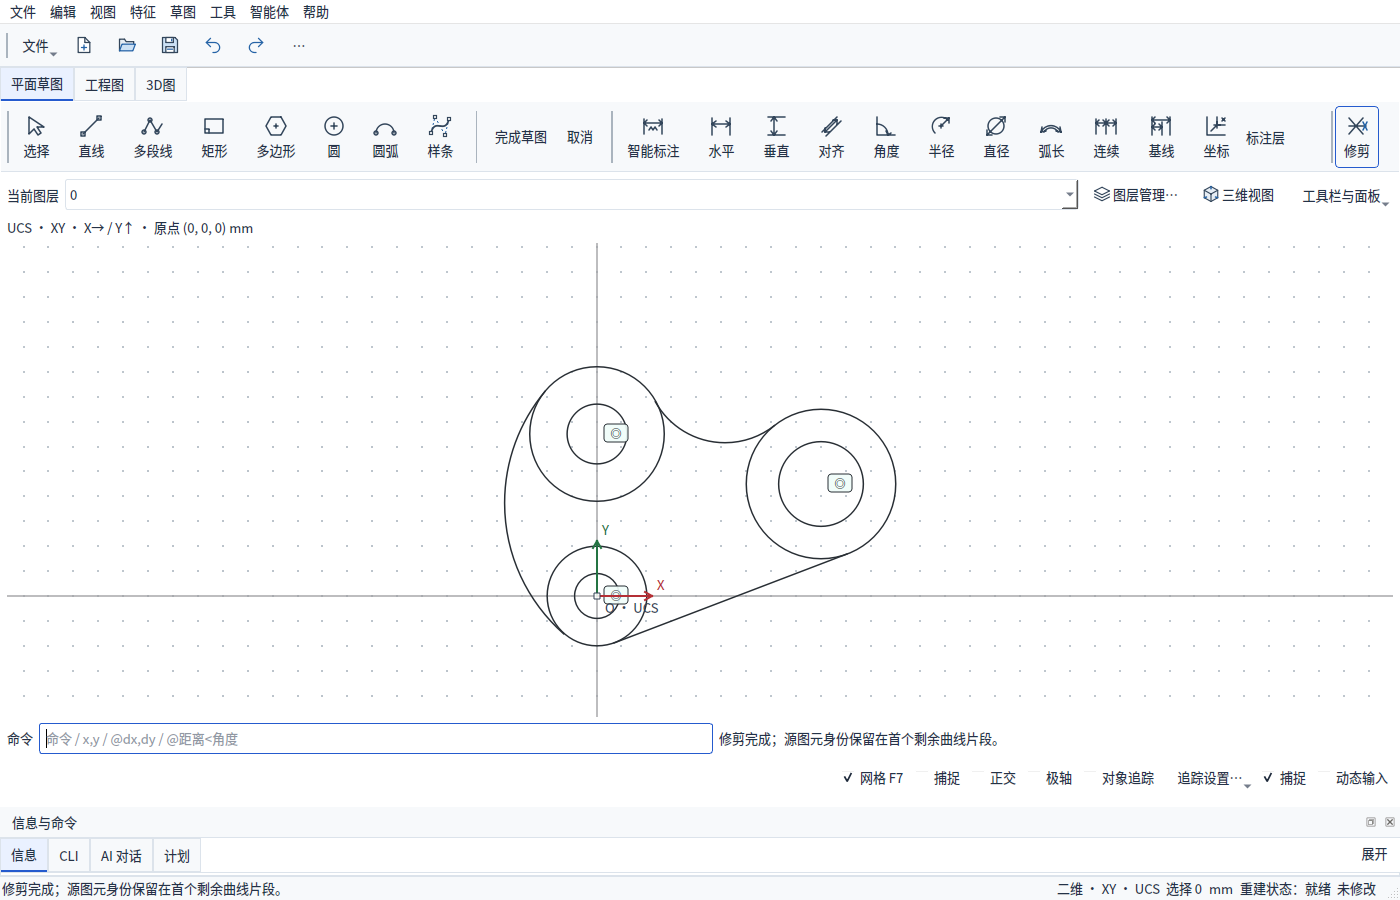 文件 编辑 视图 特征 草图 工具 智能体 帮助
文件 ...
平面草图 工程图 3D图
选择 直线 多段线 矩形 多边形 圆 圆弧 样条 完成草图 取消 智能标注 水平 垂直 对齐 角度 半径 直径 弧长 连续 基线 坐标 标注层 修剪
当前图层 0 图层管理... 三维视图 工具栏与面板
UCS · XY · X→ / Y↑ · 原点 (0, 0, 0) mm
Y
X
O · UCS
命令 命令 / x,y / @dx,dy / @距离<角度 修剪完成；源图元身份保留在首个剩余曲线片段。
✓ 网格 F7 捕捉 正交 极轴 对象追踪 追踪设置... ✓ 捕捉 动态输入
信息与命令
信息 CLI AI 对话 计划 展开
修剪完成；源图元身份保留在首个剩余曲线片段。 二维 · XY · UCS 选择 0 mm 重建状态：就绪 未修改